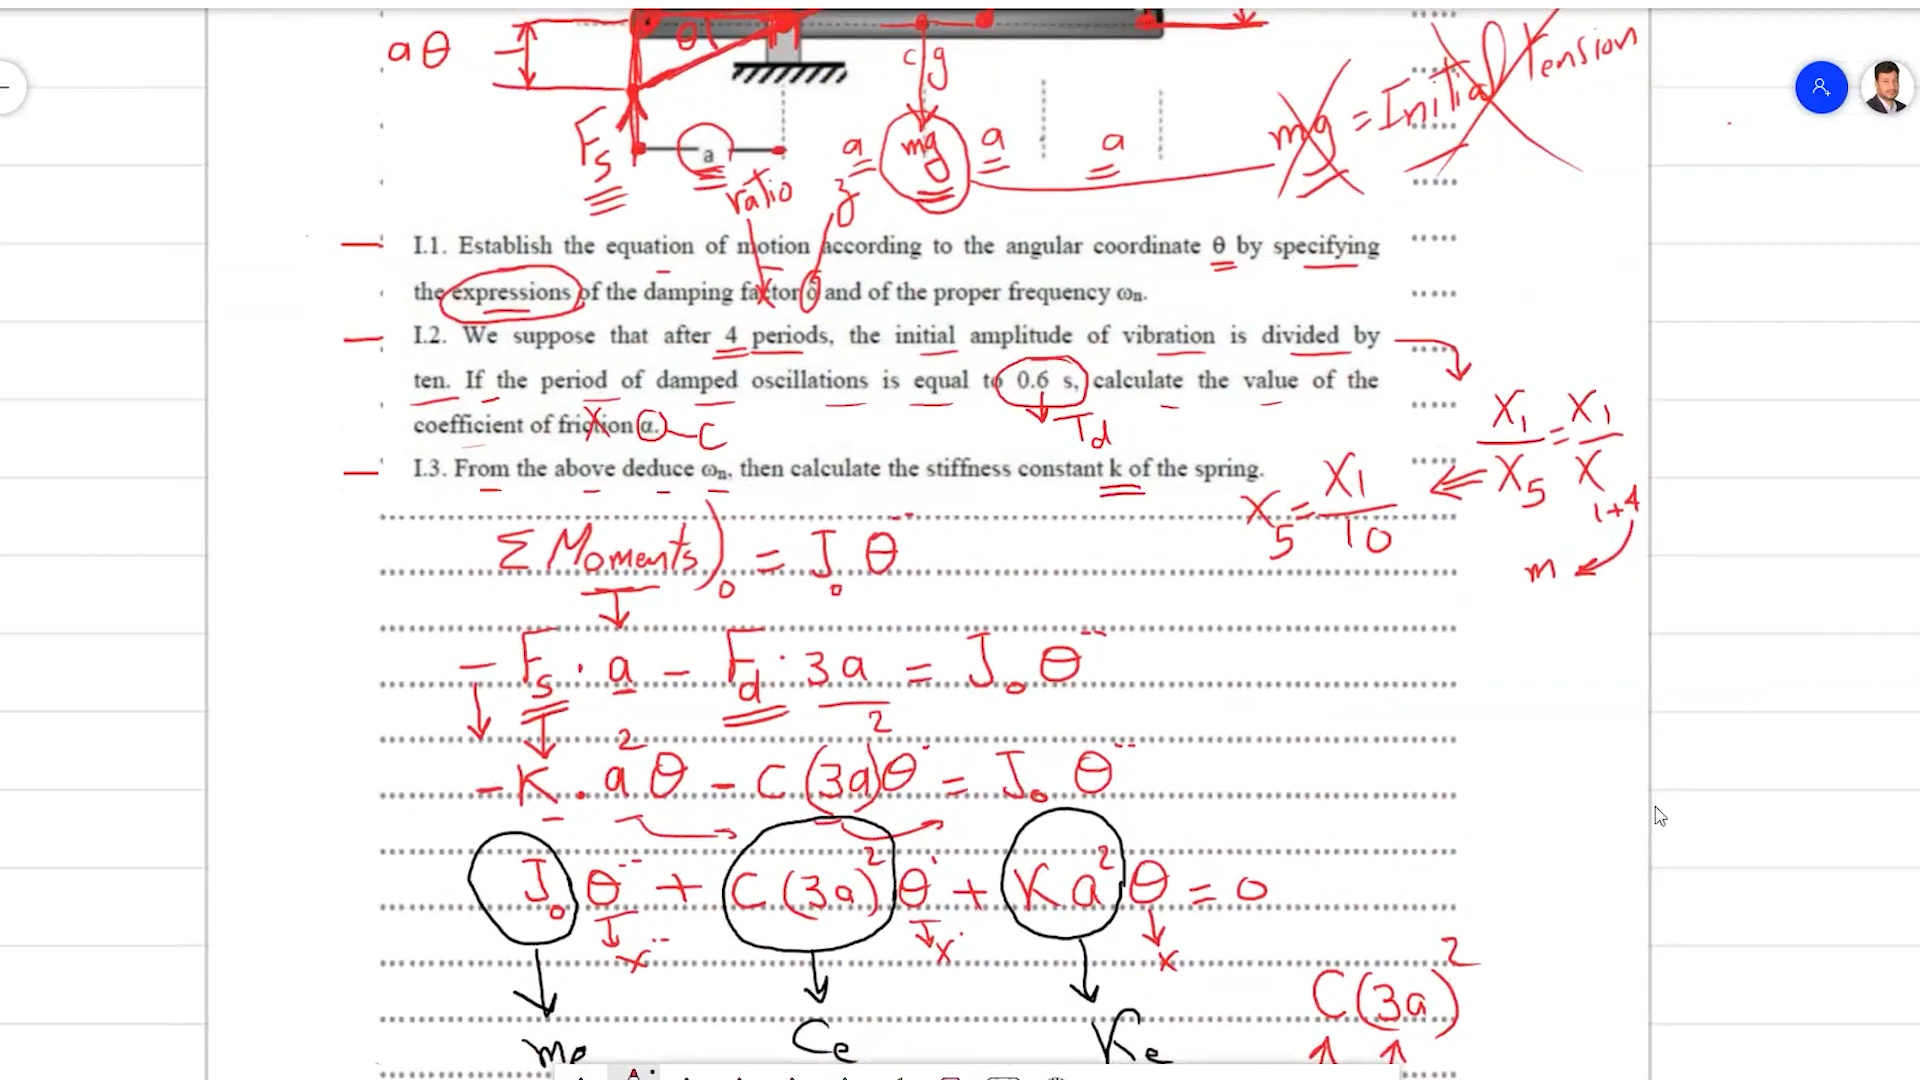 aθ
θ
Fs
a
ratio
cg
mg
a
a
a
mg = Initial Tension
ʒ
I.1. Establish the equation of motion according to the angular coordinate θ by specifying
the expressions of the damping factor δ and of the proper frequency ωn.
I.2. We suppose that after 4 periods, the initial amplitude of vibration is divided by
ten. If the period of damped oscillations is equal to 0.6 s, calculate the value of the
Td
coefficient of friction α. C
I.3. From the above deduce ωn, then calculate the stiffness constant k of the spring.
X1/X5 = X1/X1+4
m
X5 = X1/10
Σ Moments)o = Jo θ̈
- Fs · a - Fd · 3a = Jo θ̈
- K . a² θ - C (3a)² θ̇ = Jo θ̈
Jo θ̈ + C (3a)² θ̇ + K a² θ = 0
ẍ ẋ x
C (3a)²
me Ce Ke